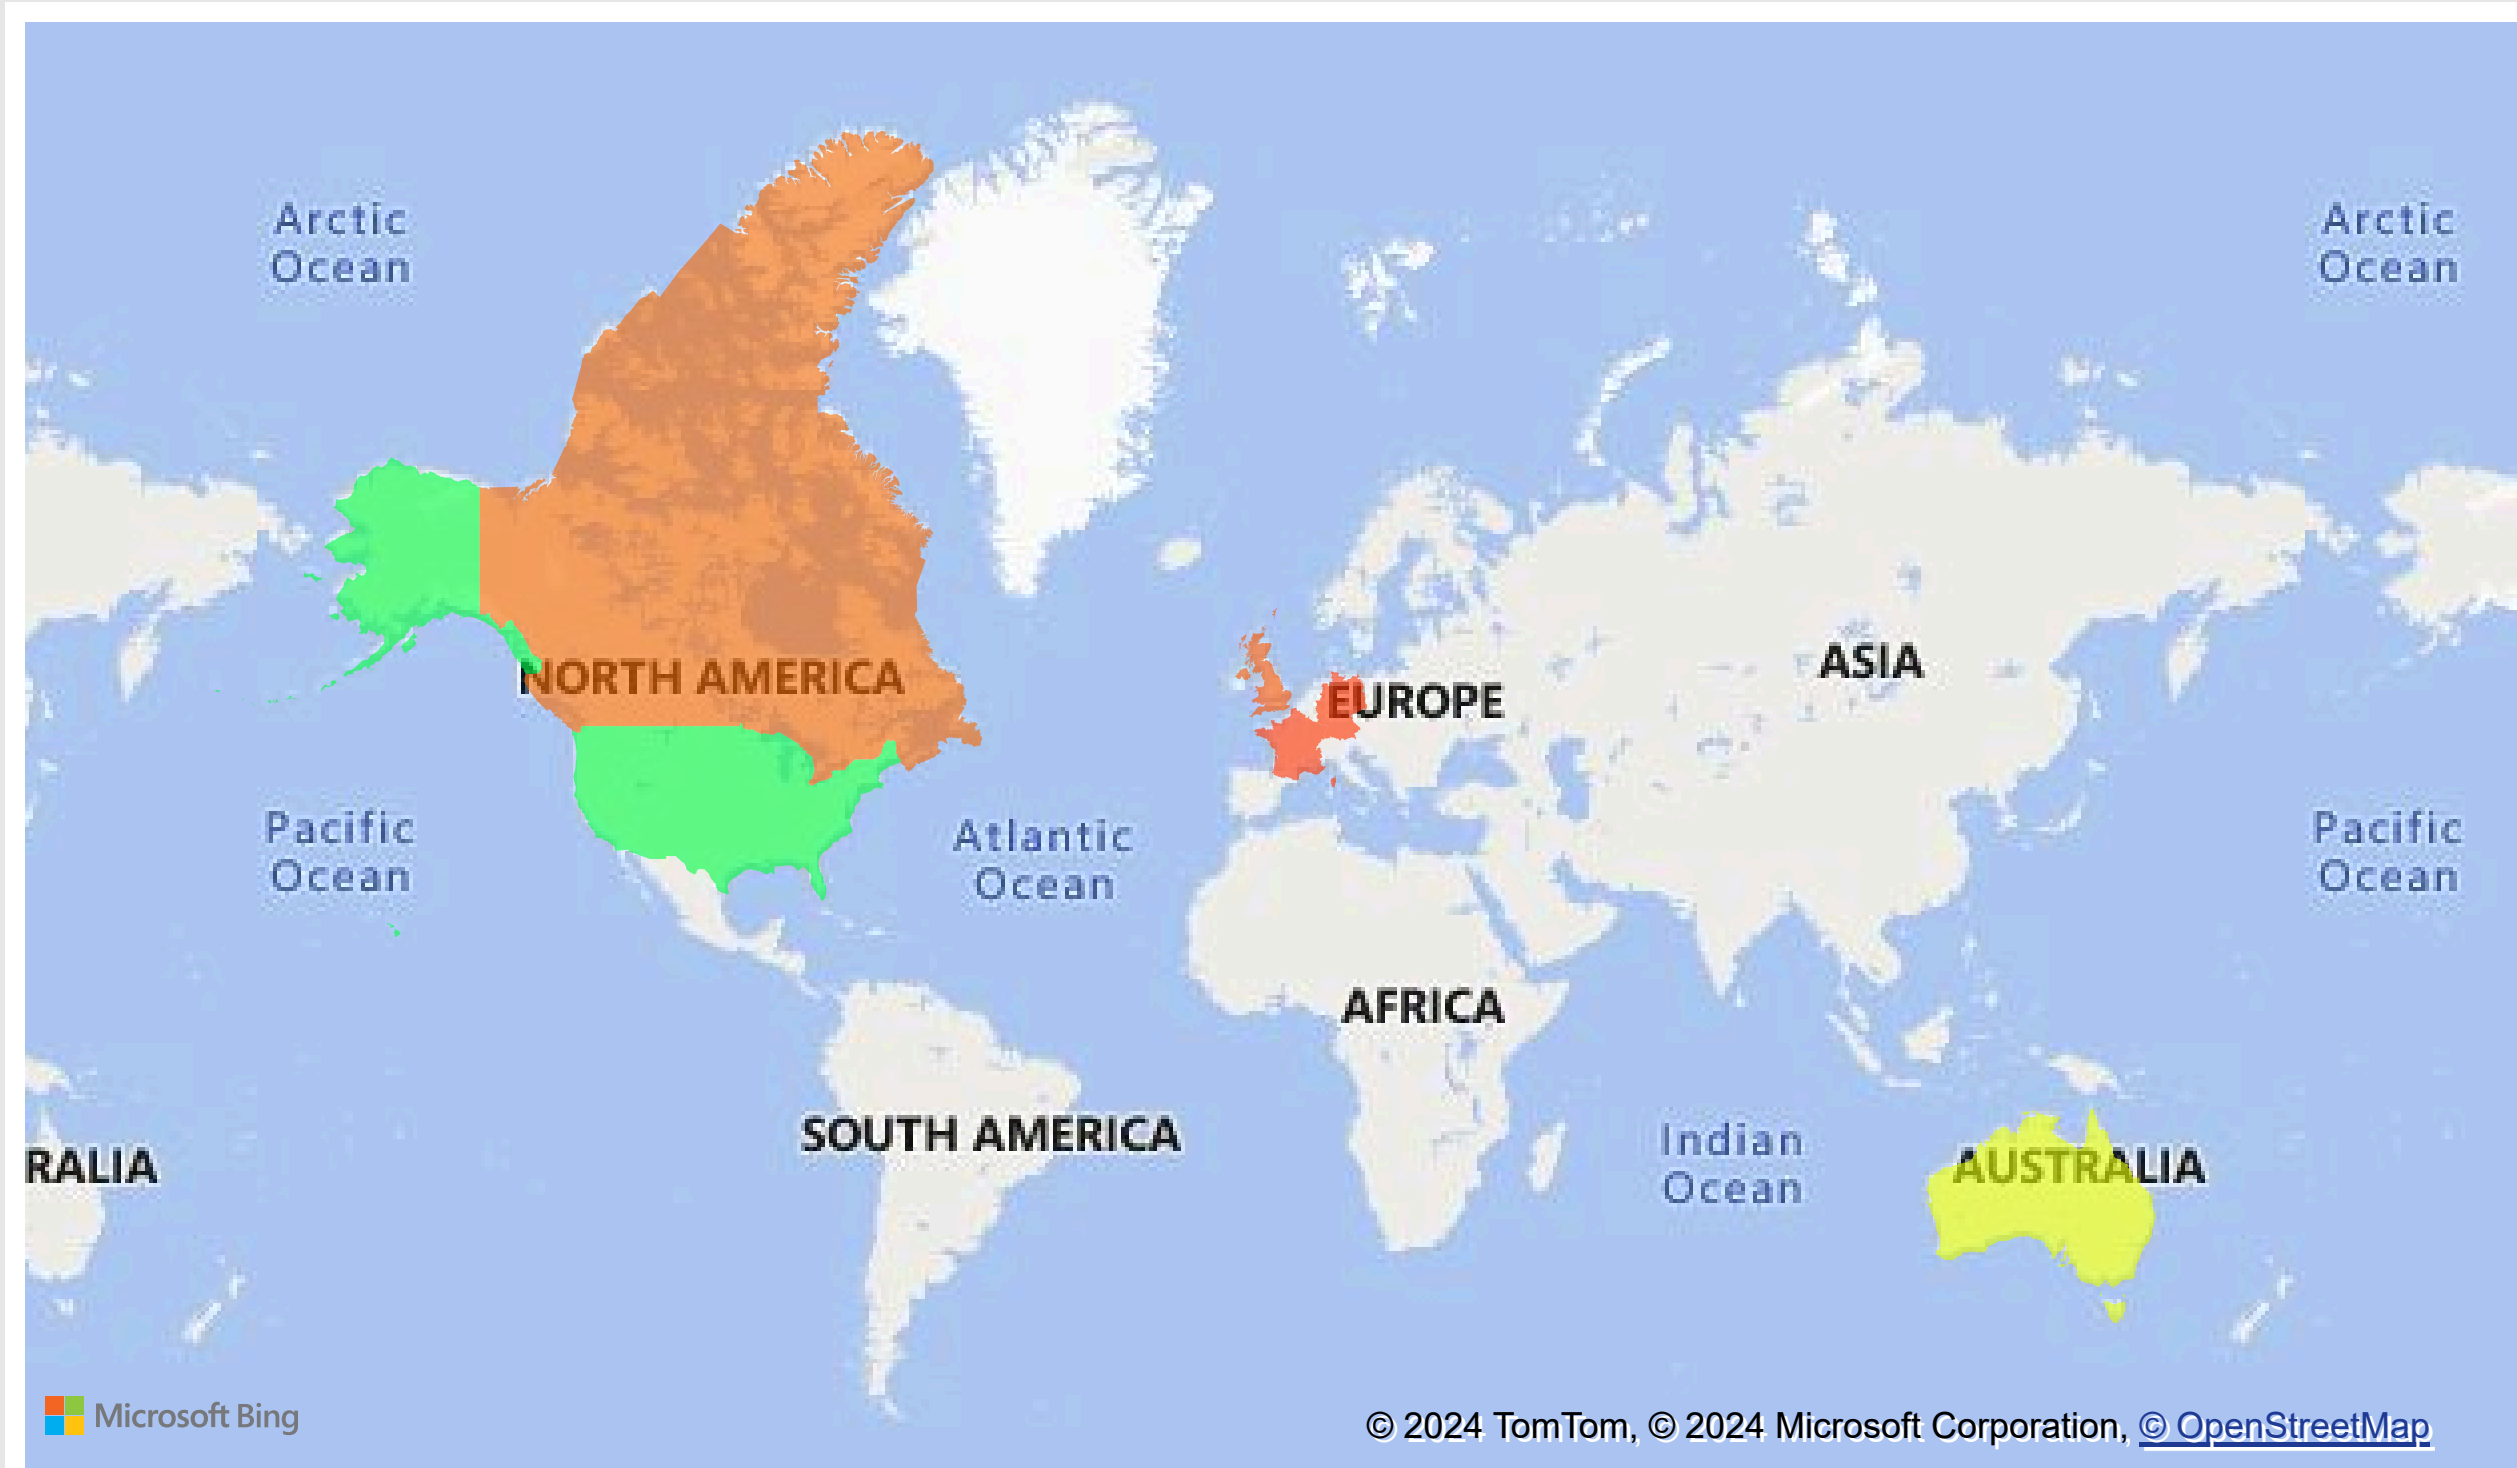 Arctic
Ocean
Arctic
Ocean
NORTH AMERICA
EUROPE
ASIA
Pacific
Ocean
Atlantic
Ocean
Pacific
Ocean
AFRICA
SOUTH AMERICA
Indian
Ocean
RALIA
AUSTRALIA
Microsoft Bing
© 2024 TomTom, © 2024 Microsoft Corporation, © OpenStreetMap